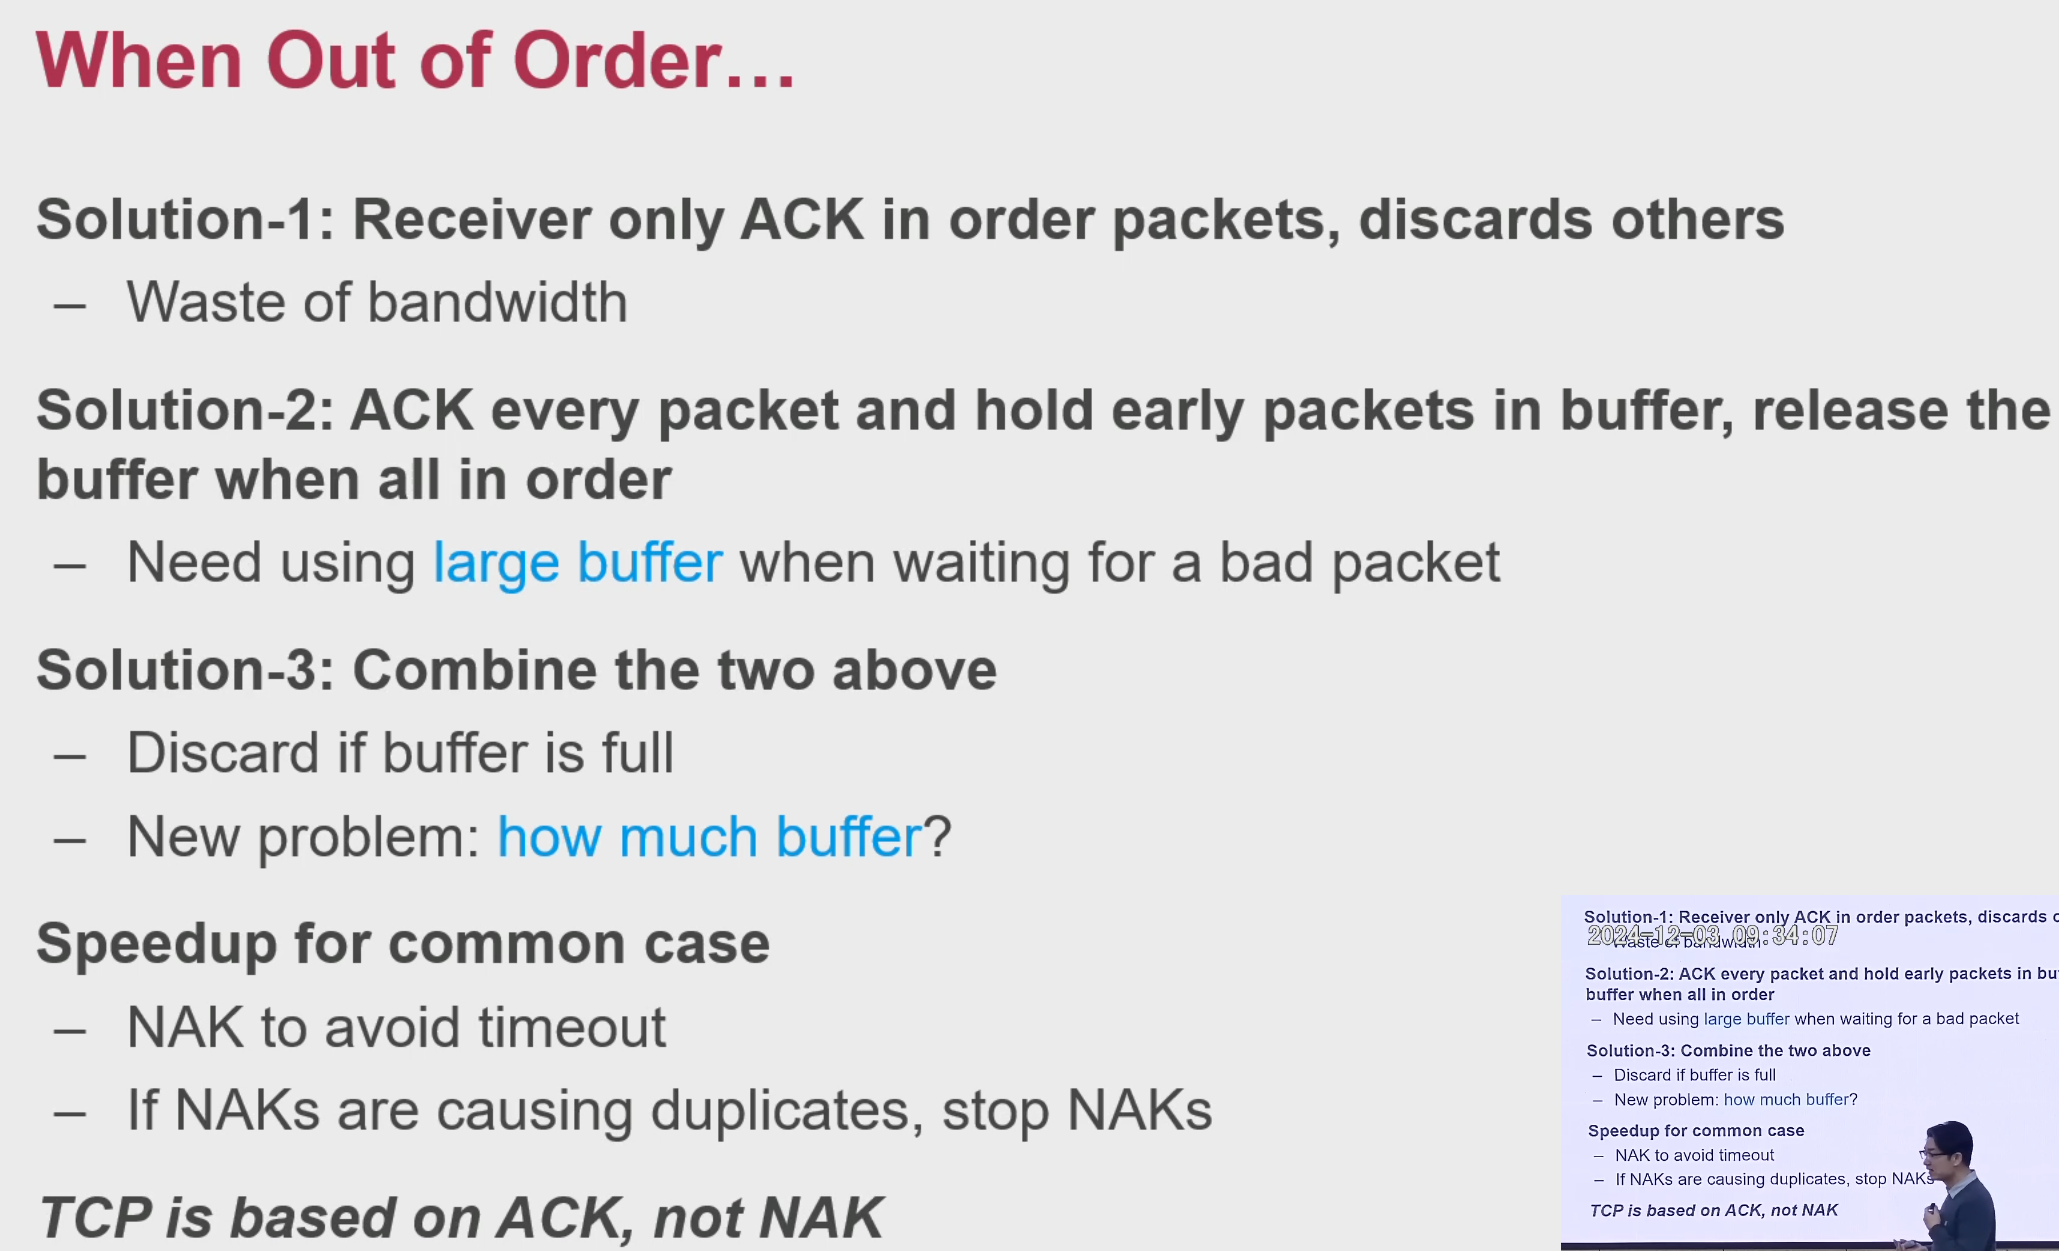 When Out of Order…
Solution-1: Receiver only ACK in order packets, discards others
– Waste of bandwidth
Solution-2: ACK every packet and hold early packets in buffer, release the
buffer when all in order
– Need using large buffer when waiting for a bad packet
Solution-3: Combine the two above
– Discard if buffer is full
– New problem: how much buffer?
Speedup for common case
– NAK to avoid timeout
– If NAKs are causing duplicates, stop NAKs
TCP is based on ACK, not NAK
Solution-1: Receiver only ACK in order packets, discards
2024-12-03 09:34:07
– Waste of bandwidth
Solution-2: ACK every packet and hold early packets in
buffer when all in order
– Need using large buffer when waiting for a bad packet
Solution-3: Combine the two above
– Discard if buffer is full
– New problem: how much buffer?
Speedup for common case
– NAK to avoid timeout
– If NAKs are causing duplicates, stop NAKs
TCP is based on ACK, not NAK